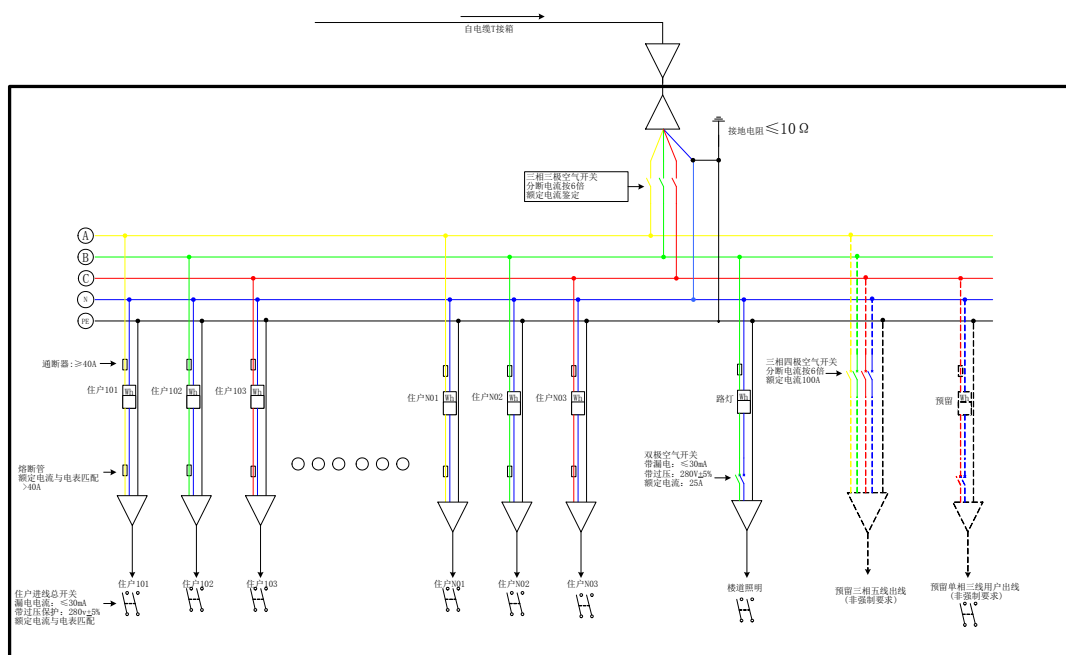 自电缆T接箱
接地电阻≤10Ω
三相三极空气开关
分断电流按6倍
额定电流鉴定
A
B
C
N
PE
通断器:≥40A
住户101
Wh
住户102
Wh
住户103
Wh
住户N01
Wh
住户N02
Wh
住户N03
Wh
路灯
Wh
三相四极空气开关
分断电流按6倍
额定电流100A
预留
Wh
熔断管
额定电流与电表匹配
>40A
双极空气开关
带漏电: ≤30mA
带过压: 280V±5%
额定电流: 25A
住户101
住户102
住户103
住户N01
住户N02
住户N03
楼道照明
预留三相五线出线
(非强制要求)
预留单相三线用户出线
(非强制要求)
住户进线总开关
漏电电流: ≤30mA
带过压保护: 280v±5%
额定电流与电表匹配